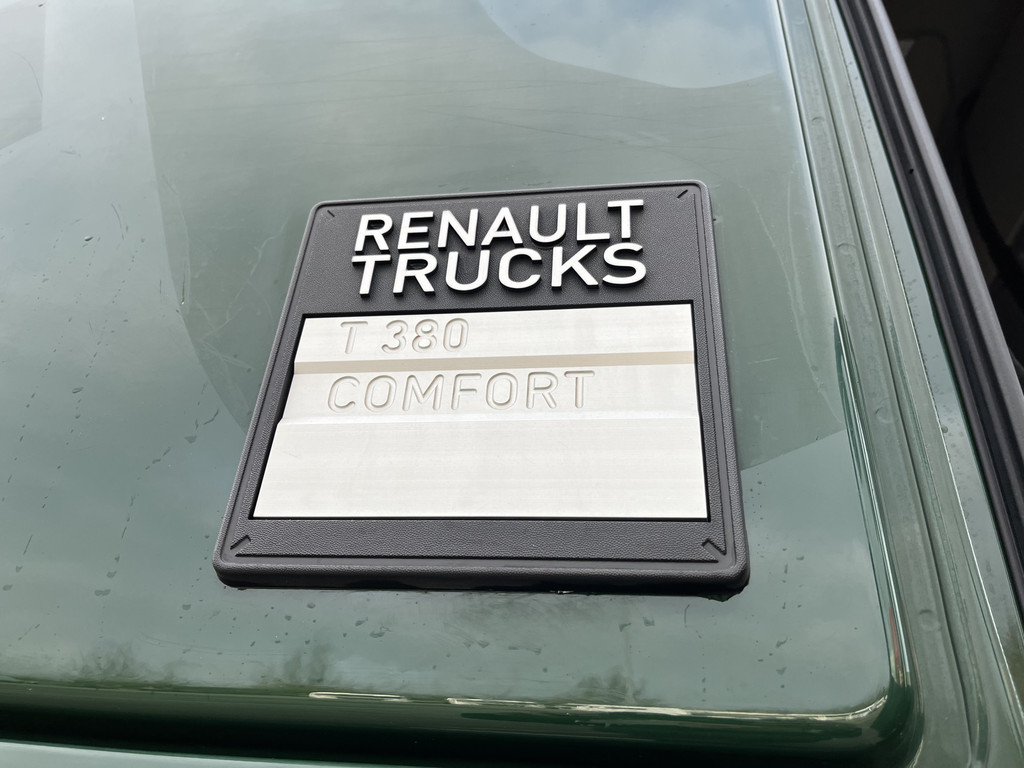 RENAULT
TRUCKS
T 380
COMFORT